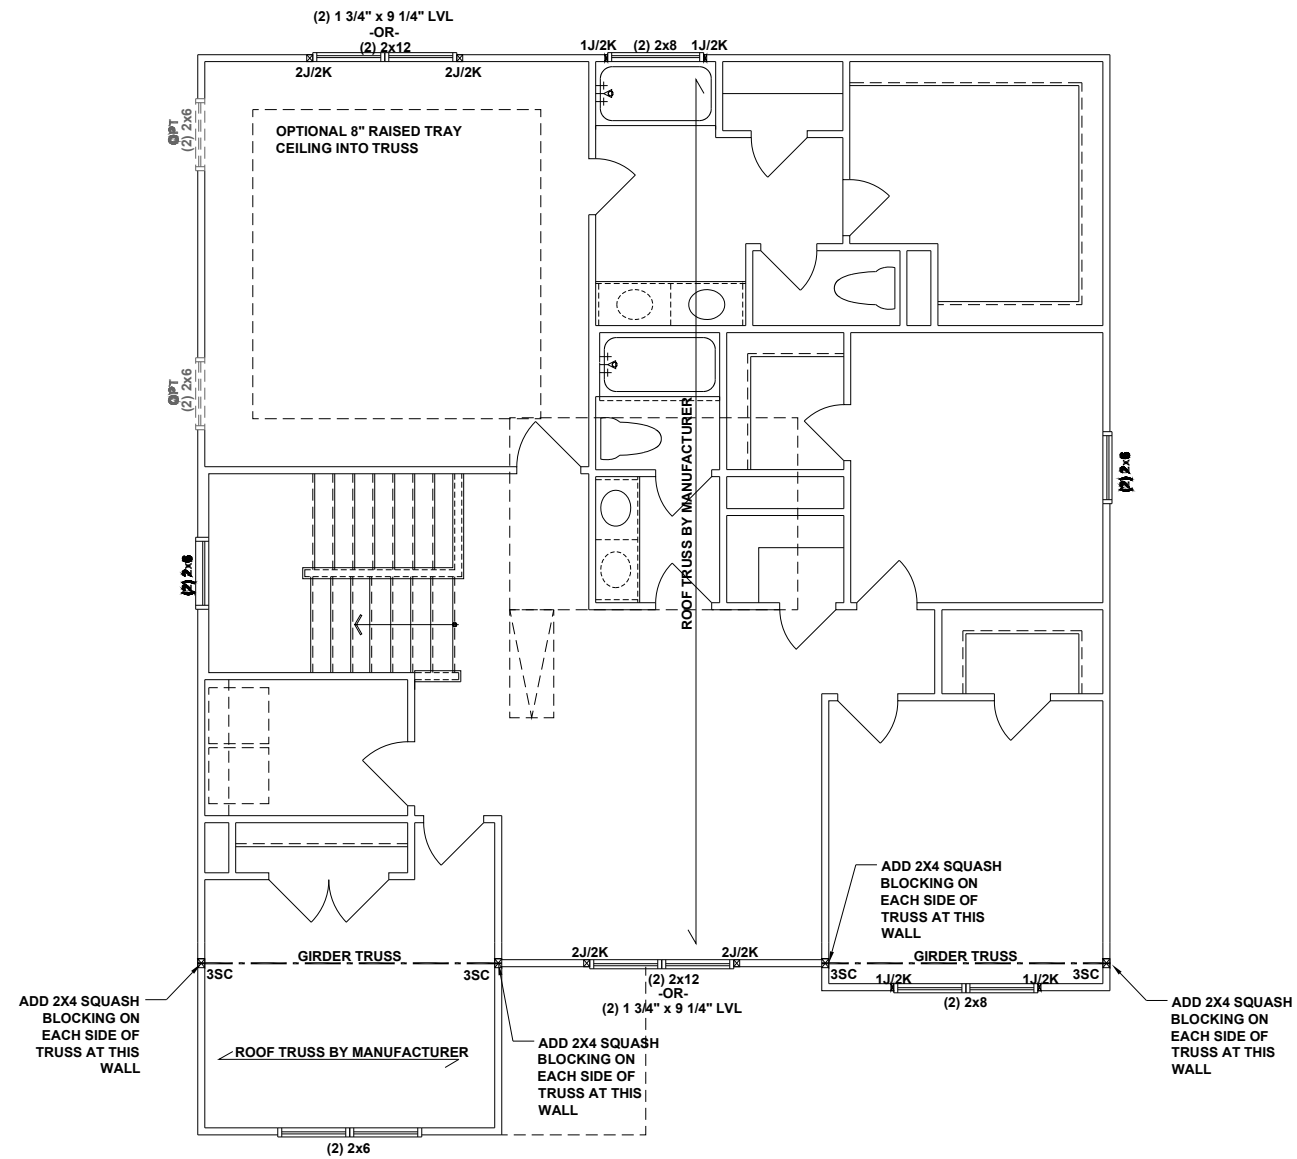 (2) 1 3/4" x 9 1/4" LVL
-OR-
(2) 2x12
2J/2K
2J/2K
1J/2K
(2) 2x8
1J/2K
OPT
(2) 2x6
OPTIONAL 8" RAISED TRAY
CEILING INTO TRUSS
OPT
(2) 2x6
(2) 2x6
(2) 2x6
ROOF TRUSS BY MANUFACTURER
ADD 2X4 SQUASH
BLOCKING ON
EACH SIDE OF
TRUSS AT THIS
WALL
GIRDER TRUSS
3SC
3SC
2J/2K
2J/2K
(2) 2x12
-OR-
(2) 1 3/4" x 9 1/4" LVL
GIRDER TRUSS
3SC
3SC
1J/2K
1J/2K
(2) 2x8
ADD 2X4 SQUASH
BLOCKING ON
EACH SIDE OF
TRUSS AT THIS
WALL
ADD 2X4 SQUASH
BLOCKING ON
EACH SIDE OF
TRUSS AT THIS
WALL
ADD 2X4 SQUASH
BLOCKING ON
EACH SIDE OF
TRUSS AT THIS
WALL
ROOF TRUSS BY MANUFACTURER
(2) 2x6